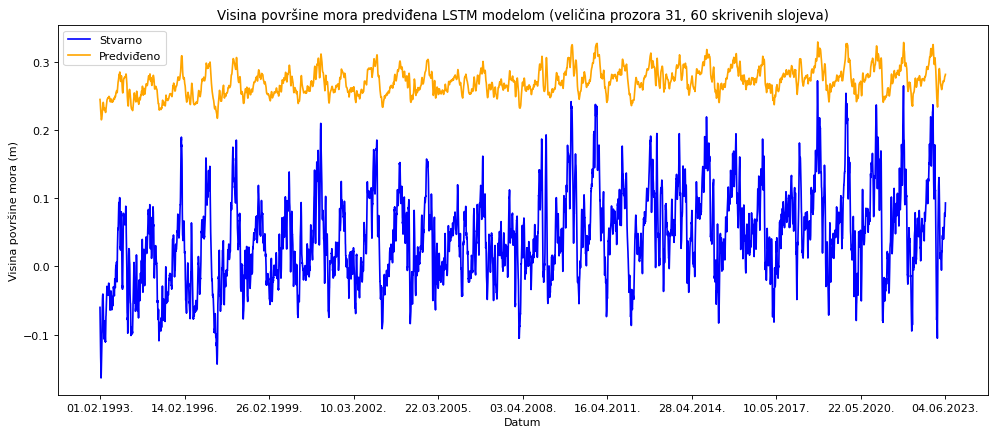 Visina površine mora predviđena LSTM modelom (veličina prozora 31, 60 skrivenih slojeva)
Stvarno
Predviđeno
Visina površine mora (m)
0.3
0.2
0.1
0.0
−0.1
01.02.1993. 14.02.1996. 26.02.1999. 10.03.2002. 22.03.2005. 03.04.2008. 16.04.2011. 28.04.2014. 10.05.2017. 22.05.2020. 04.06.2023.
Datum